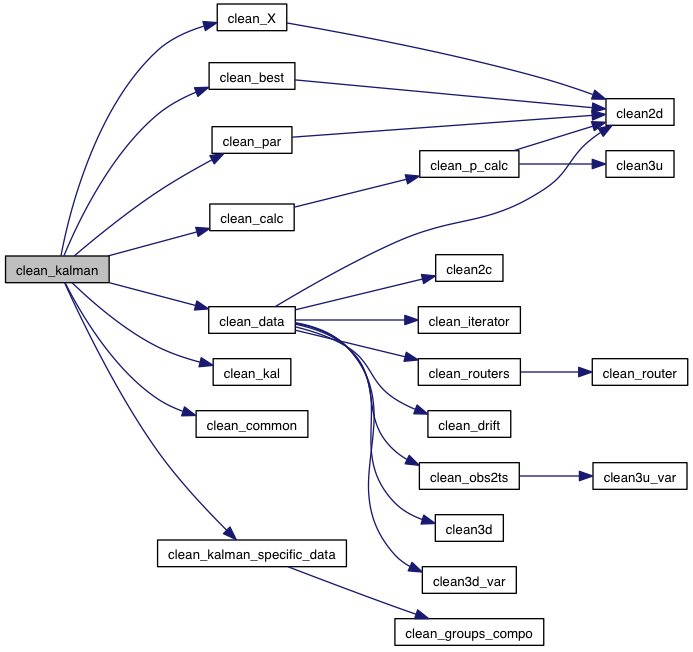 clean_X
clean_best
clean2d
clean_par
clean_p_calc
clean3u
clean_calc
clean_kalman
clean2c
clean_data
clean_iterator
clean_kal
clean_routers
clean_router
clean_common
clean_drift
clean_obs2ts
clean3u_var
clean3d
clean_kalman_specific_data
clean3d_var
clean_groups_compo